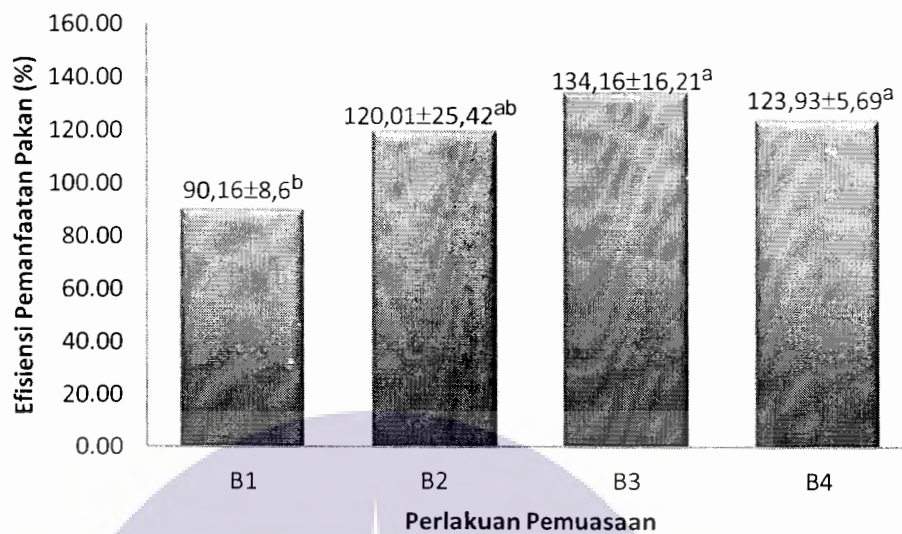 Efisiensi Pemanfaatan Pakan (%)
160.00
140.00
120.00
100.00
80.00
60.00
40.00
20.00
0.00
90,16±8,6b
120,01±25,42ab
134,16±16,21a
123,93±5,69a
B1
B2
B3
B4
Perlakuan Pemuasaan